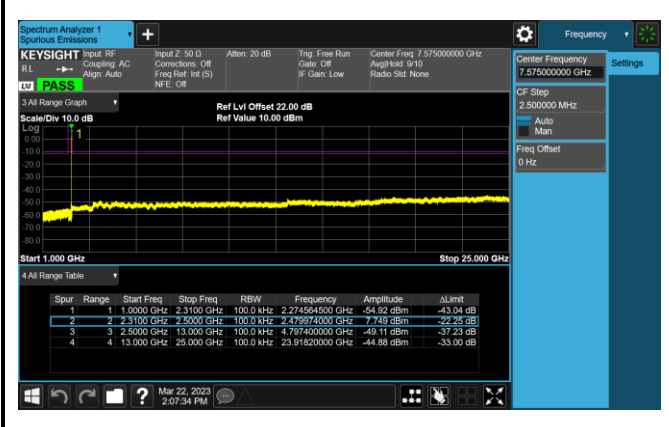 Spectrum Analyzer 1
Spurious Emissions
Frequency
KEYSIGHT Input: RF Input Z: 50 Ω Atten: 20 dB Trig: Free Run Center Freq: 7.575000000 GHz
RL Coupling: AC Corrections: Off Gate: Off Avg|Hold: 9/10
Align: Auto Freq Ref: Int (S) IF Gain: Low Radio Std: None
LXI PASS NFE: Off
Center Frequency
7.575000000 GHz
Settings
CF Step
2.500000 MHz
Auto
Man
Freq Offset
0 Hz
3 All Range Graph
Ref Lvl Offset 22.00 dB
Scale/Div 10.0 dB Ref Value 10.00 dBm
Log
1
0.00
-10.0
-20.0
-30.0
-40.0
-50.0
-60.0
-70.0
-80.0
Start 1.000 GHz Stop 25.000 GHz
4 All Range Table
Spur Range Start Freq Stop Freq RBW Frequency Amplitude ΔLimit
1 1 1.0000 GHz 2.3100 GHz 100.0 kHz 2.274564500 GHz -54.92 dBm -43.04 dB
2 2 2.3100 GHz 2.5000 GHz 100.0 kHz 2.479974000 GHz 7.749 dBm -22.25 dB
3 3 2.5000 GHz 13.000 GHz 100.0 kHz 4.797400000 GHz -49.11 dBm -37.23 dB
4 4 13.000 GHz 25.000 GHz 100.0 kHz 23.91820000 GHz -44.88 dBm -33.00 dB
Mar 22, 2023
2:07:34 PM